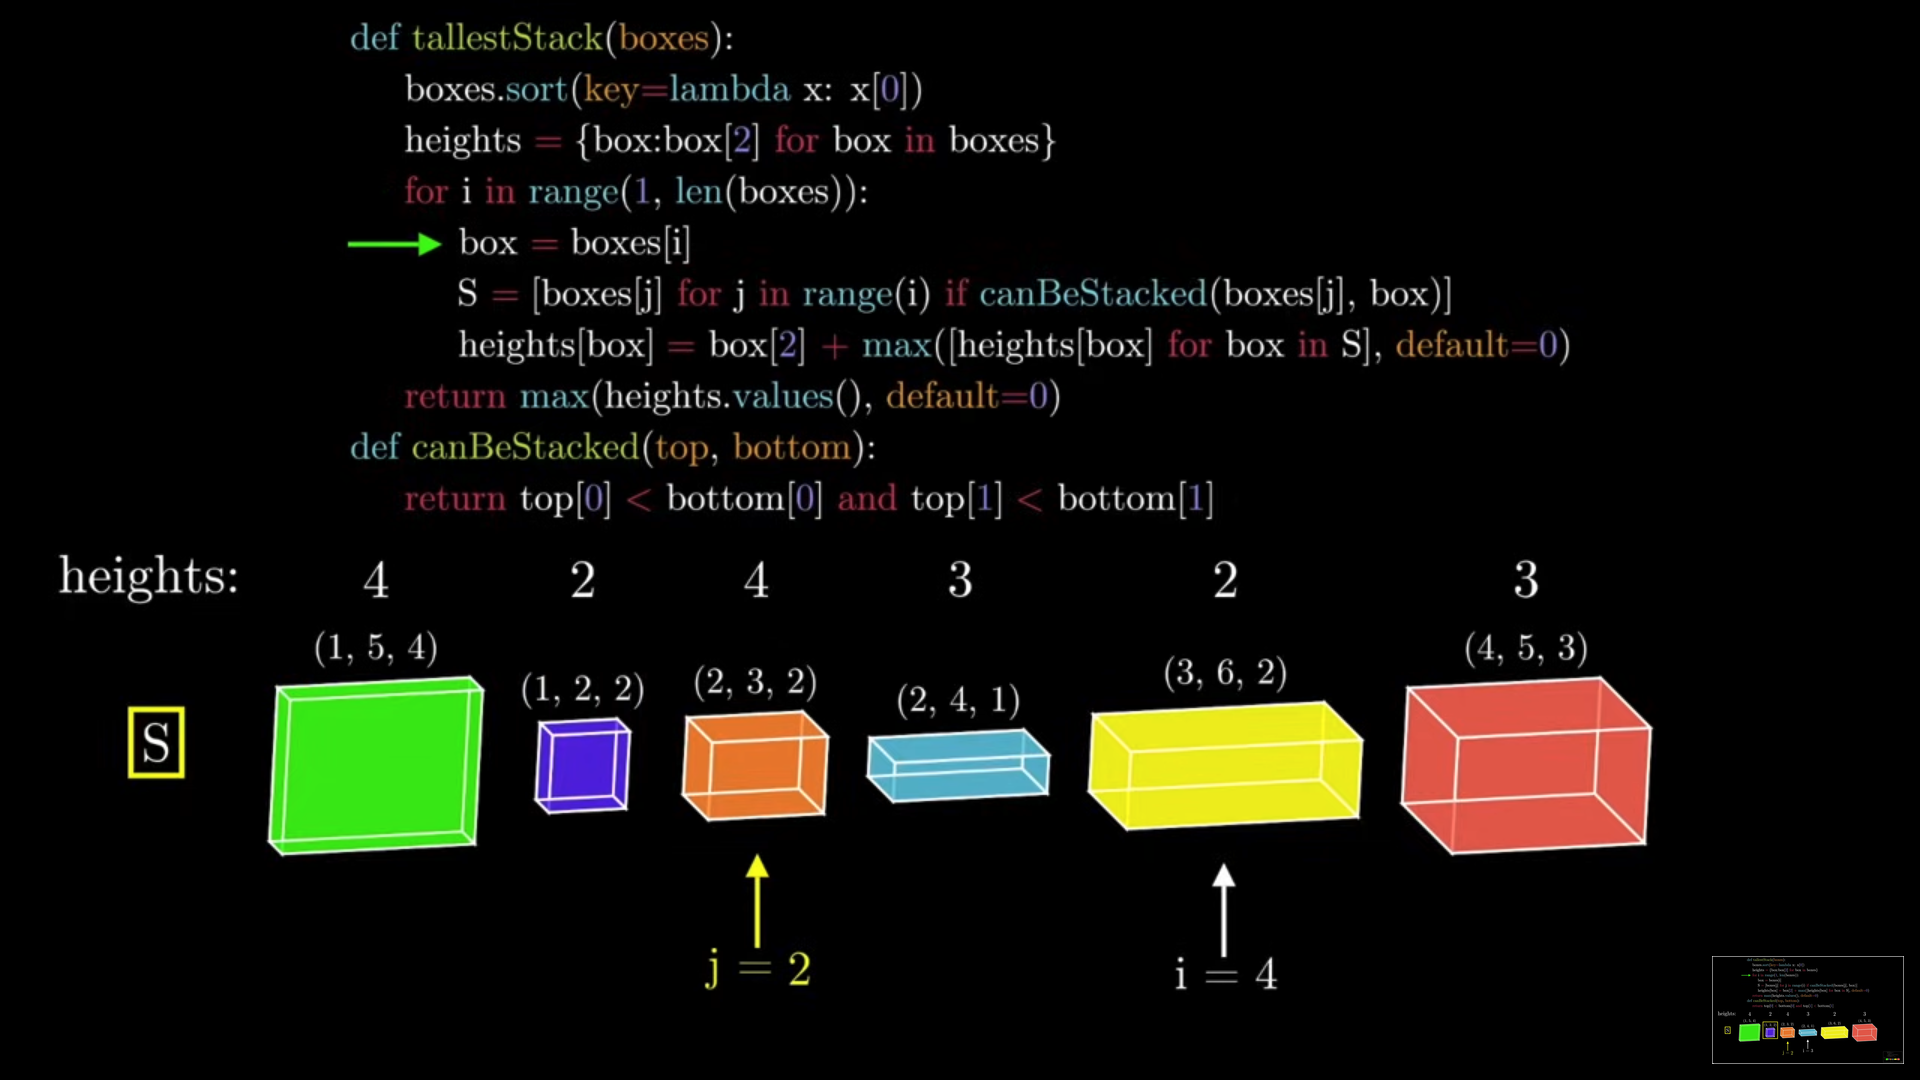 def tallestStack(boxes):
boxes.sort(key=lambda x: x[0])
heights = {box:box[2] for box in boxes}
for i in range(1, len(boxes)):
box = boxes[i]
S = [boxes[j] for j in range(i) if canBeStacked(boxes[j], box)]
heights[box] = box[2] + max([heights[box] for box in S], default=0)
return max(heights.values(), default=0)
def canBeStacked(top, bottom):
return top[0] < bottom[0] and top[1] < bottom[1]
heights: 4 2 4 3 2 3
(1, 5, 4) (1, 2, 2) (2, 3, 2) (2, 4, 1) (3, 6, 2) (4, 5, 3)
S
j = 2 i = 4